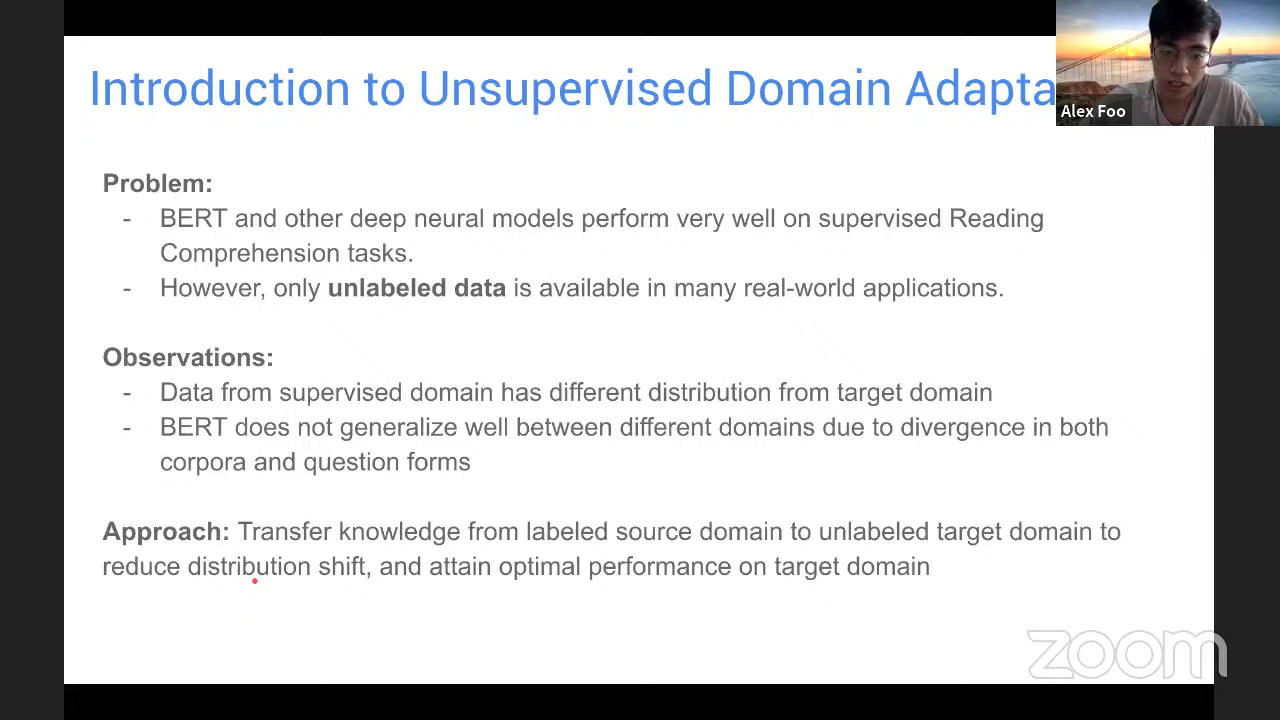 Introduction to Unsupervised Domain Adapta
Alex Foo
Problem:
- BERT and other deep neural models perform very well on supervised Reading
Comprehension tasks.
- However, only unlabeled data is available in many real-world applications.
Observations:
- Data from supervised domain has different distribution from target domain
- BERT does not generalize well between different domains due to divergence in both
corpora and question forms
Approach: Transfer knowledge from labeled source domain to unlabeled target domain to
reduce distribution shift, and attain optimal performance on target domain
zoom